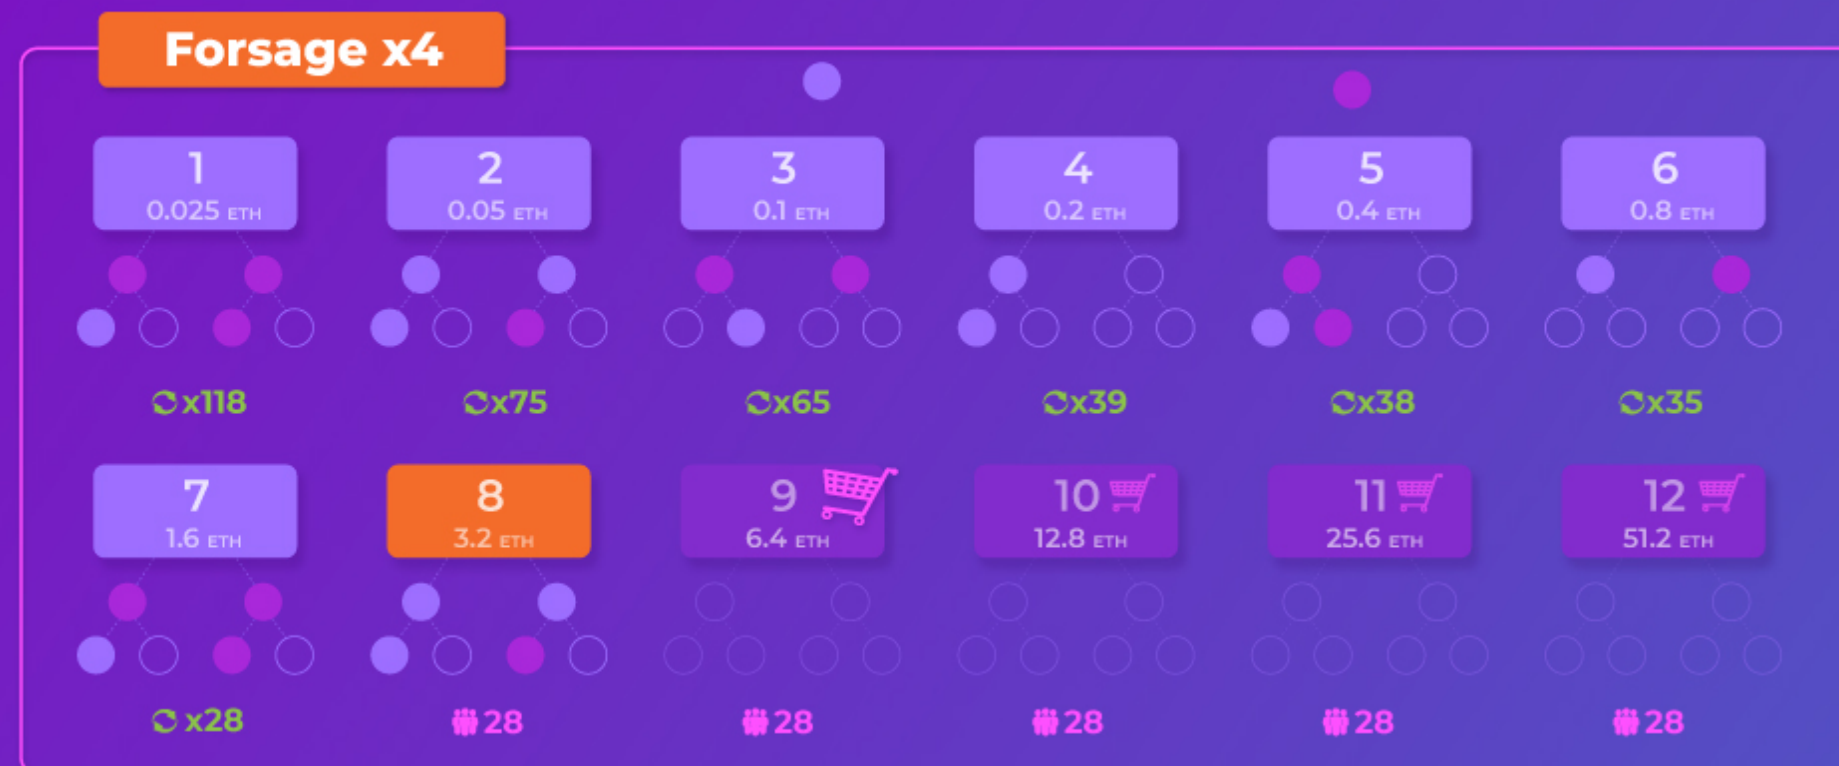 Forsage x4
1
0.025 ETH
2
0.05 ETH
3
0.1 ETH
4
0.2 ETH
5
0.4 ETH
6
0.8 ETH
x118
x75
x65
x39
x38
x35
7
1.6 ETH
8
3.2 ETH
9
6.4 ETH
10
12.8 ETH
11
25.6 ETH
12
51.2 ETH
x28
28
28
28
28
28